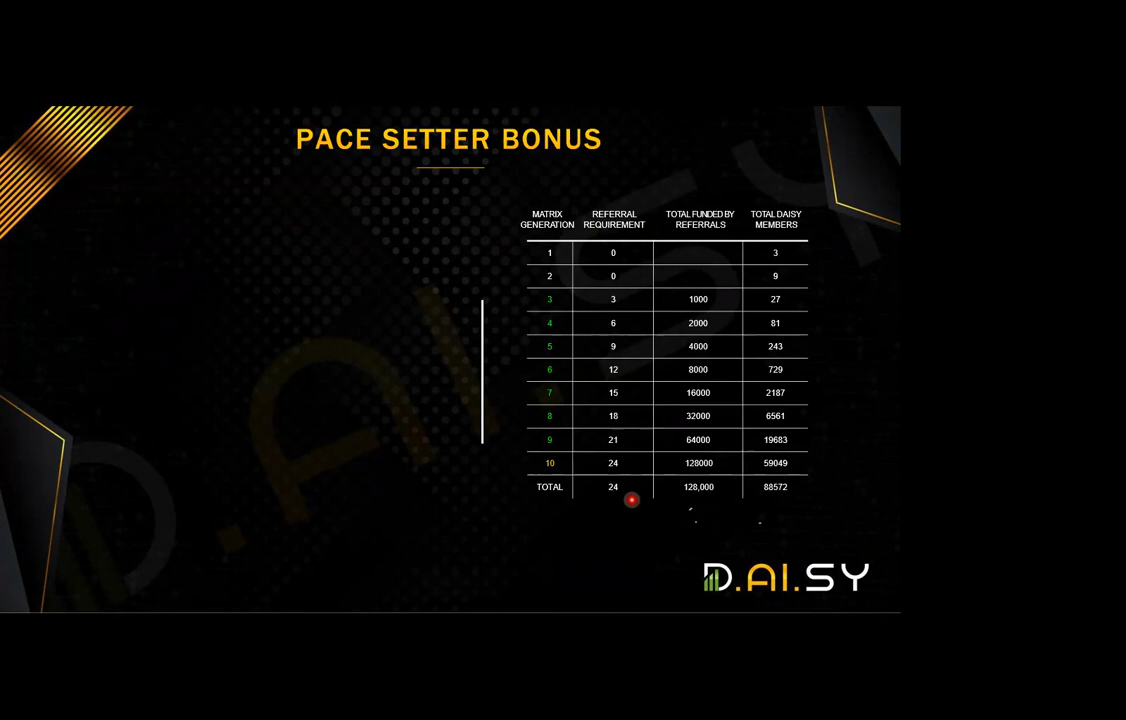 PACE SETTER BONUS
MATRIX GENERATION REFERRAL REQUIREMENT TOTAL FUNDED BY REFERRALS TOTAL DAISY MEMBERS
1 0 3
2 0 9
3 3 1000 27
4 6 2000 81
5 9 4000 243
6 12 8000 729
7 15 16000 2187
8 18 32000 6561
9 21 64000 19683
10 24 128000 59049
TOTAL 24 128,000 88572
D.AI.SY